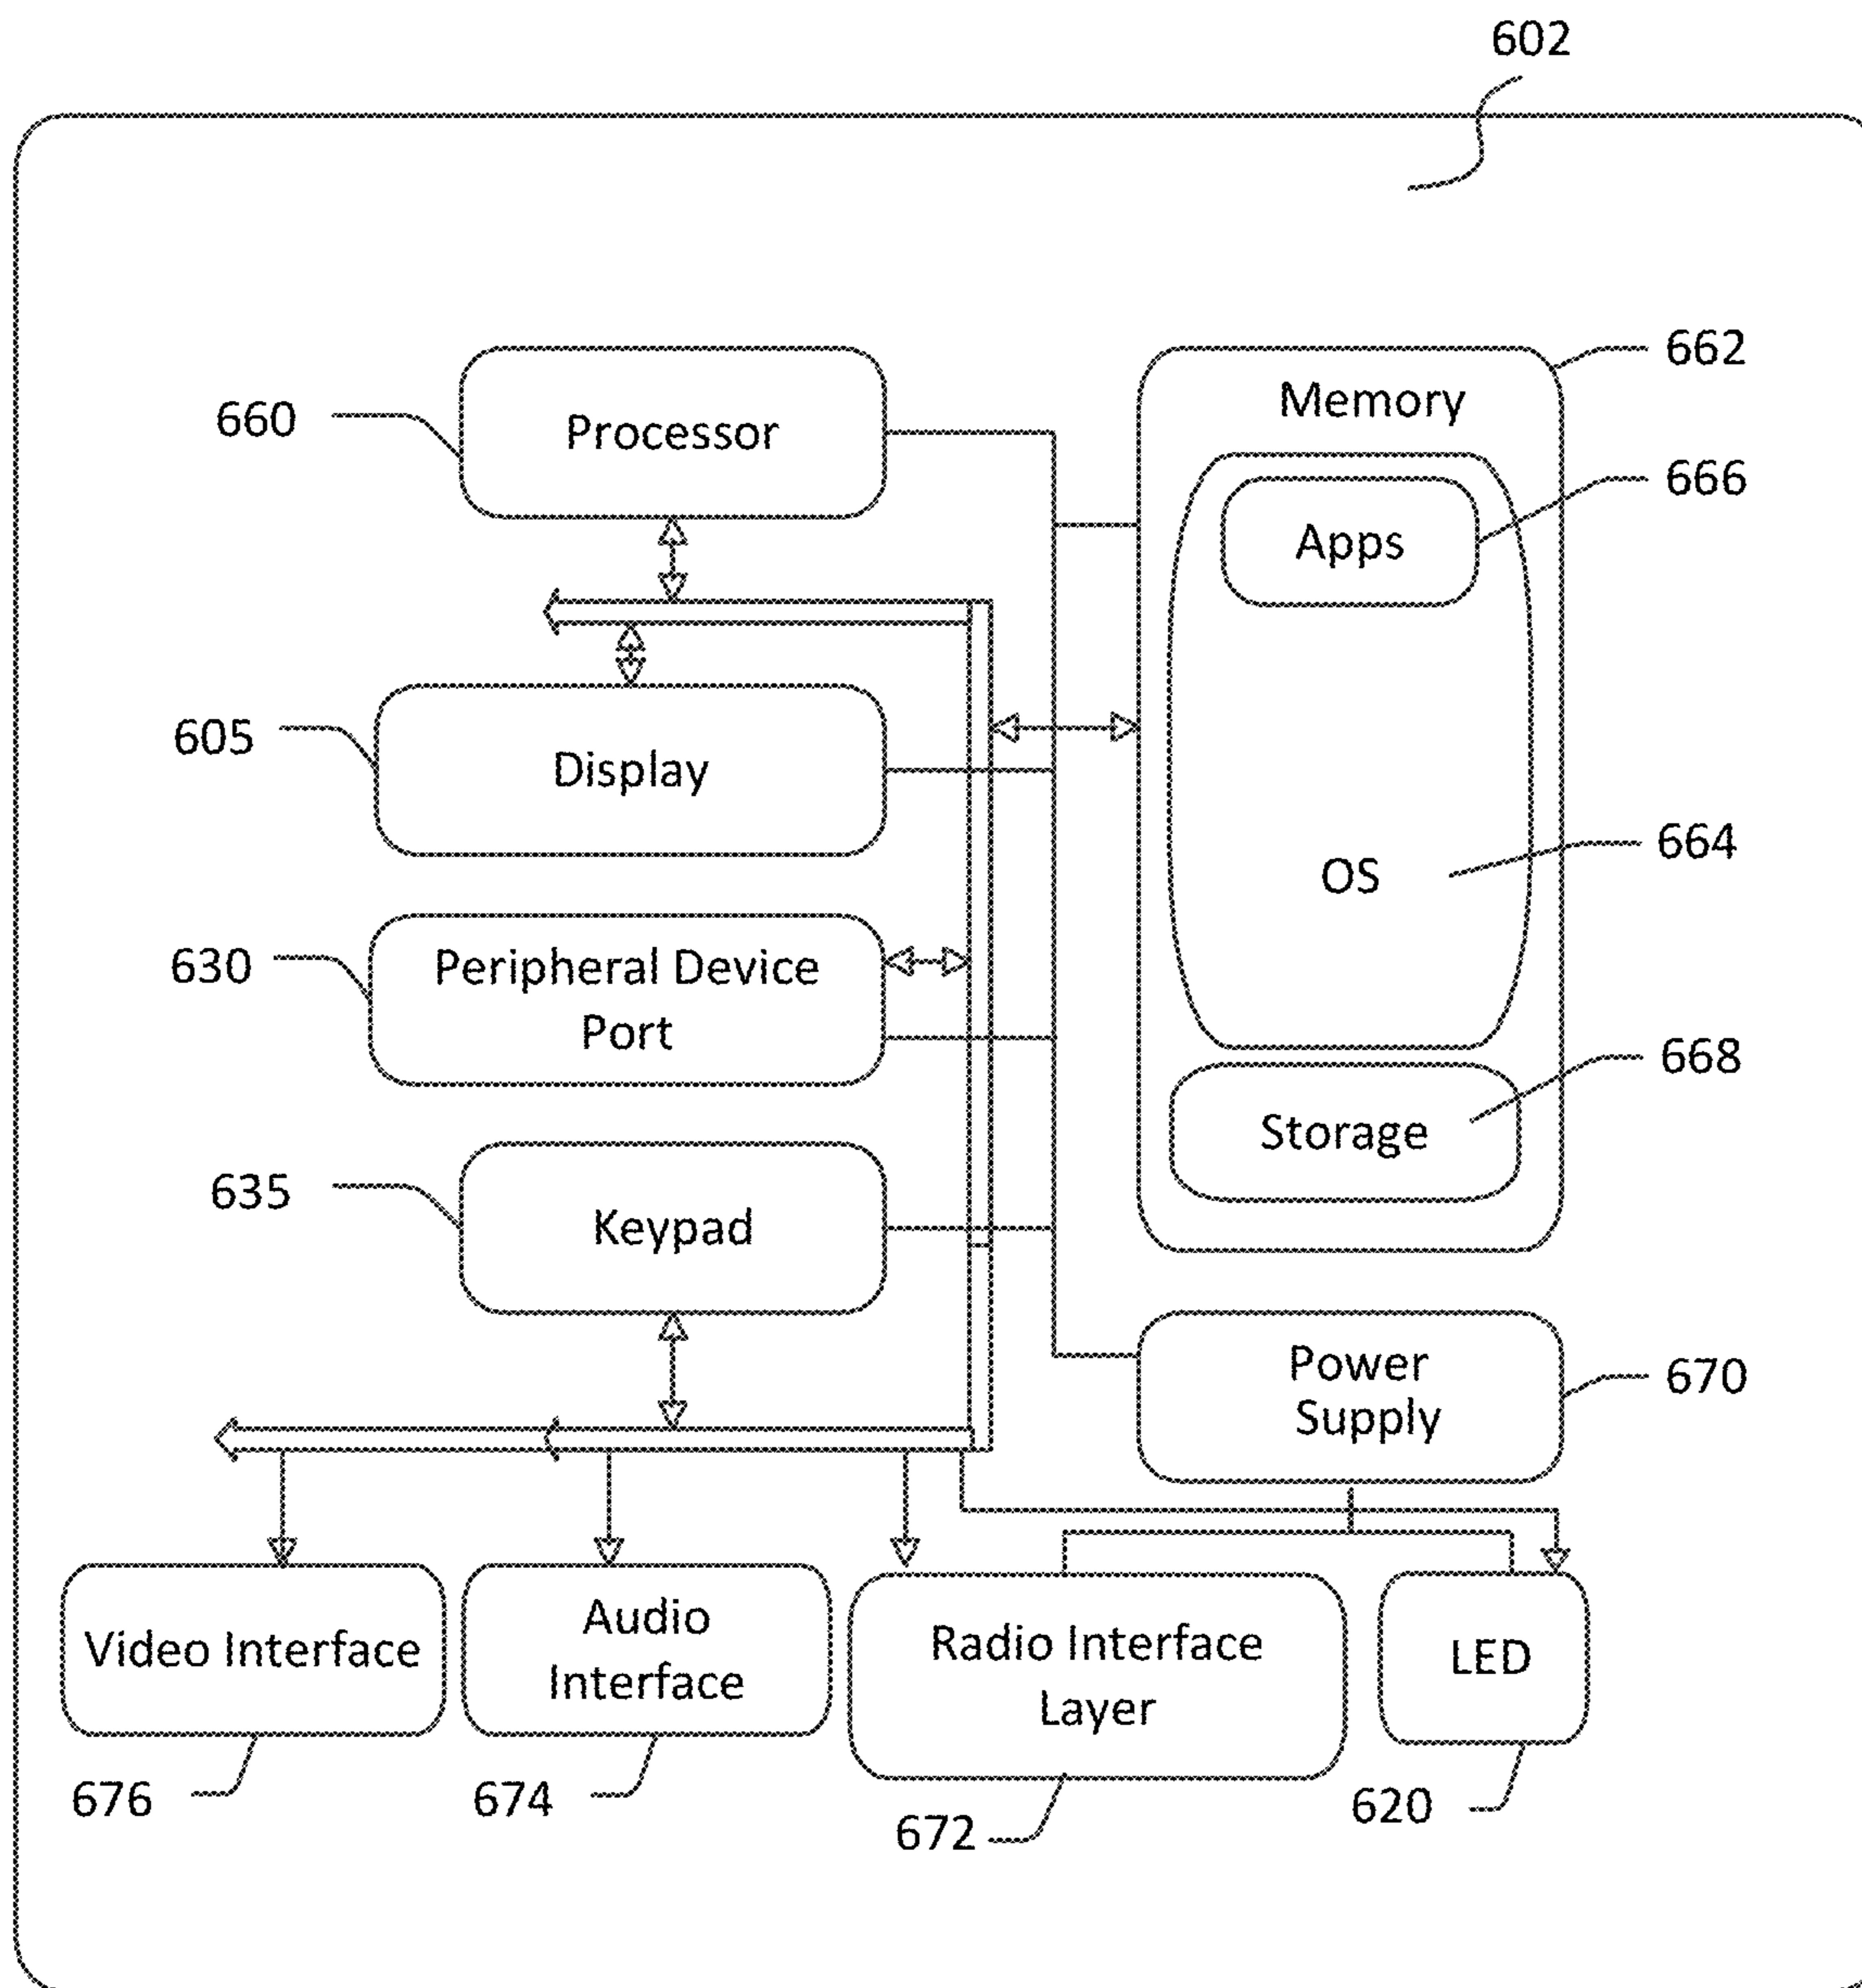 602
662
Memory
660
Processor
666
Apps
605
Display
664
OS
630
Peripheral Device
Port
668
Storage
635
Keypad
Power
Supply
670
Video Interface
Audio
Interface
Radio Interface
Layer
LED
676
674
672
620